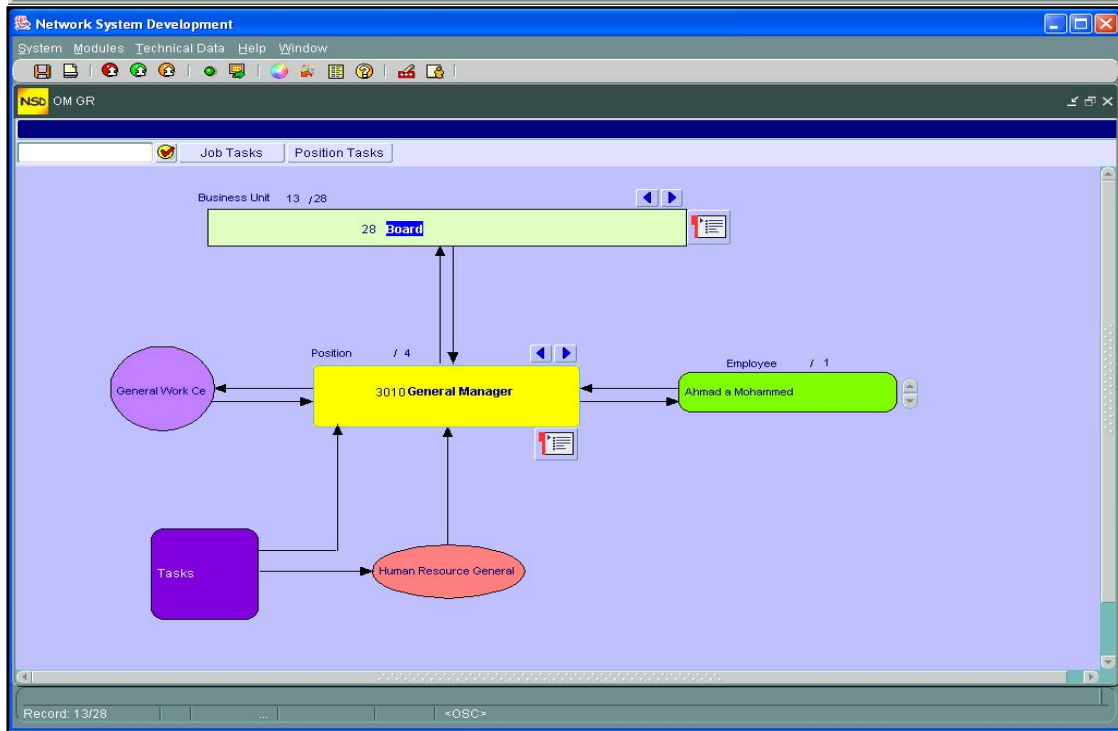 Network System Development
System Modules Technical Data Help Window
NSD OM GR
Job Tasks Position Tasks
Business Unit 13 /28
28 Board
Position / 4
Employee / 1
General Work Ce
3010 General Manager
Ahmad a Mohammed
Tasks
Human Resource General
Record: 13/28 ... <OSC>